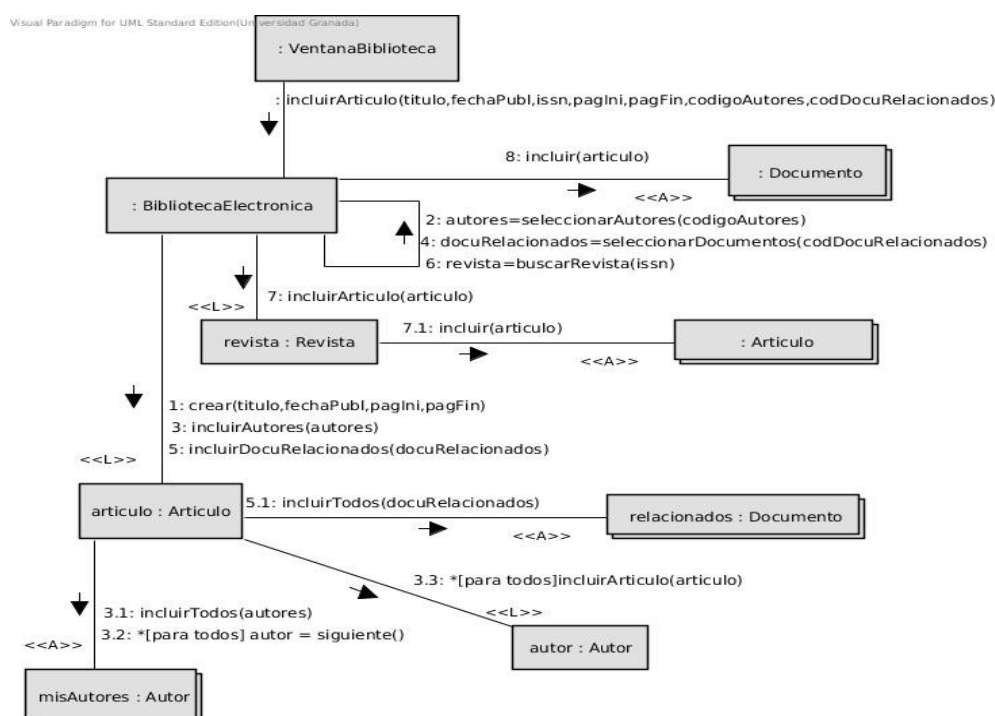 Visual Paradigm for UML Standard Edition(Universidad Granada)
: VentanaBiblioteca
: incluirArticulo(titulo,fechaPubl,issn,pagIni,pagFin,codigoAutores,codDocuRelacionados)
8: incluir(articulo)
: Documento
<<A>>
: BibliotecaElectronica
2: autores=seleccionarAutores(codigoAutores)
4: docuRelacionados=seleccionarDocumentos(codDocuRelacionados)
6: revista=buscarRevista(issn)
7: incluirArticulo(articulo)
<<L>>
7.1: incluir(articulo)
revista : Revista
: Articulo
<<A>>
1: crear(titulo,fechaPubl,pagIni,pagFin)
3: incluirAutores(autores)
5: incluirDocuRelacionados(docuRelacionados)
<<L>>
5.1: incluirTodos(docuRelacionados)
articulo : Articulo
relacionados : Documento
<<A>>
3.3: *[para todos]incluirArticulo(articulo)
3.1: incluirTodos(autores)
<<L>>
3.2: *[para todos] autor = siguiente()
<<A>>
autor : Autor
misAutores : Autor